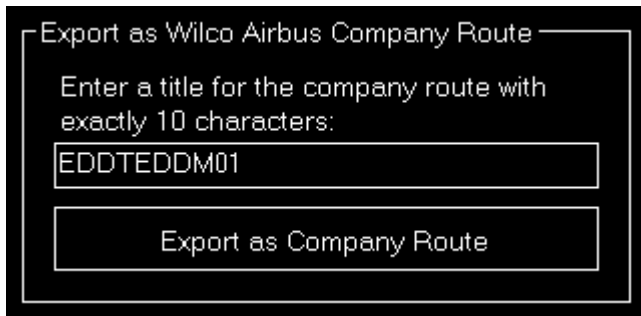 Export as Wilco Airbus Company Route
Enter a title for the company route with
exactly 10 characters:
EDDTEDDM01
Export as Company Route